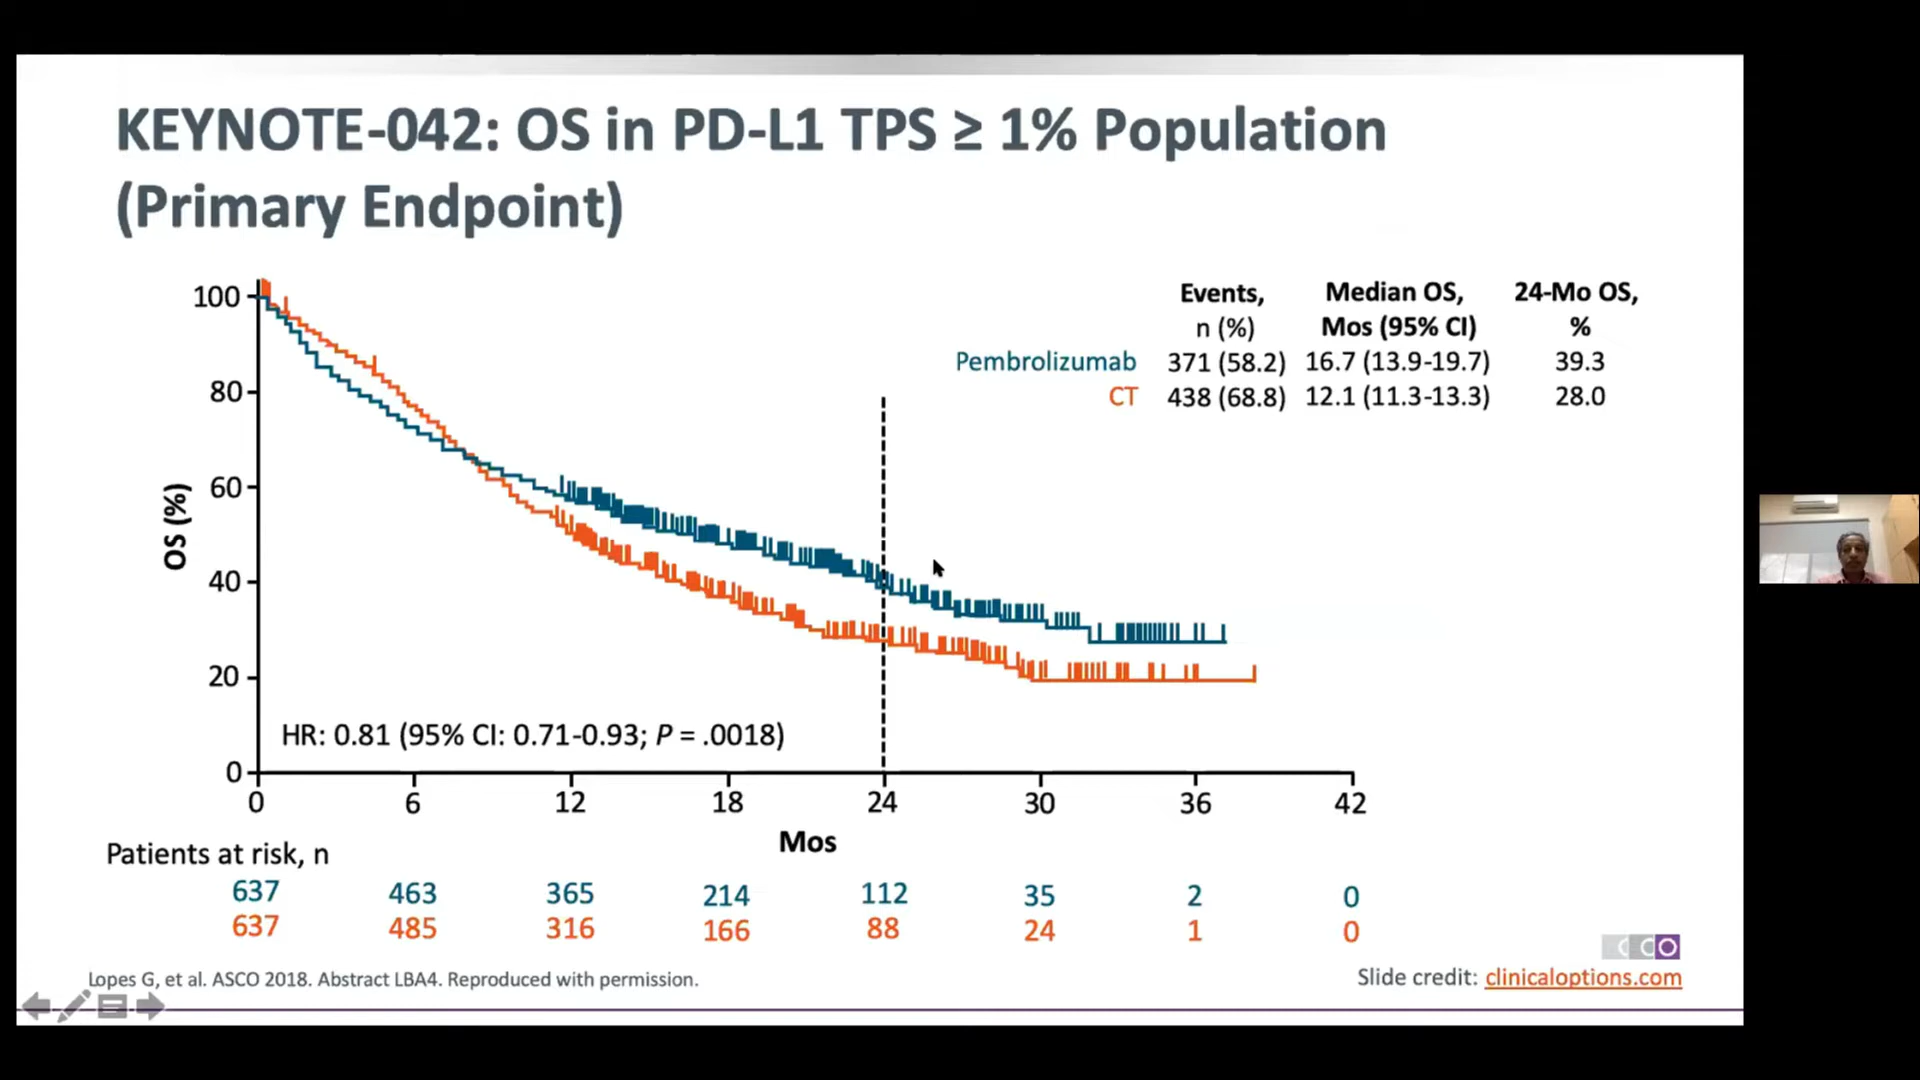 KEYNOTE-042: OS in PD-L1 TPS ≥ 1% Population
(Primary Endpoint)
Events, Median OS, 24-Mo OS,
n (%) Mos (95% CI) %
Pembrolizumab 371 (58.2) 16.7 (13.9-19.7) 39.3
CT 438 (68.8) 12.1 (11.3-13.3) 28.0
OS (%)
100
80
60
40
20
0
HR: 0.81 (95% CI: 0.71-0.93; P = .0018)
0 6 12 18 24 30 36 42
Mos
Patients at risk, n
637 463 365 214 112 35 2 0
637 485 316 166 88 24 1 0
CCO
Lopes G, et al. ASCO 2018. Abstract LBA4. Reproduced with permission.
Slide credit: clinicaloptions.com